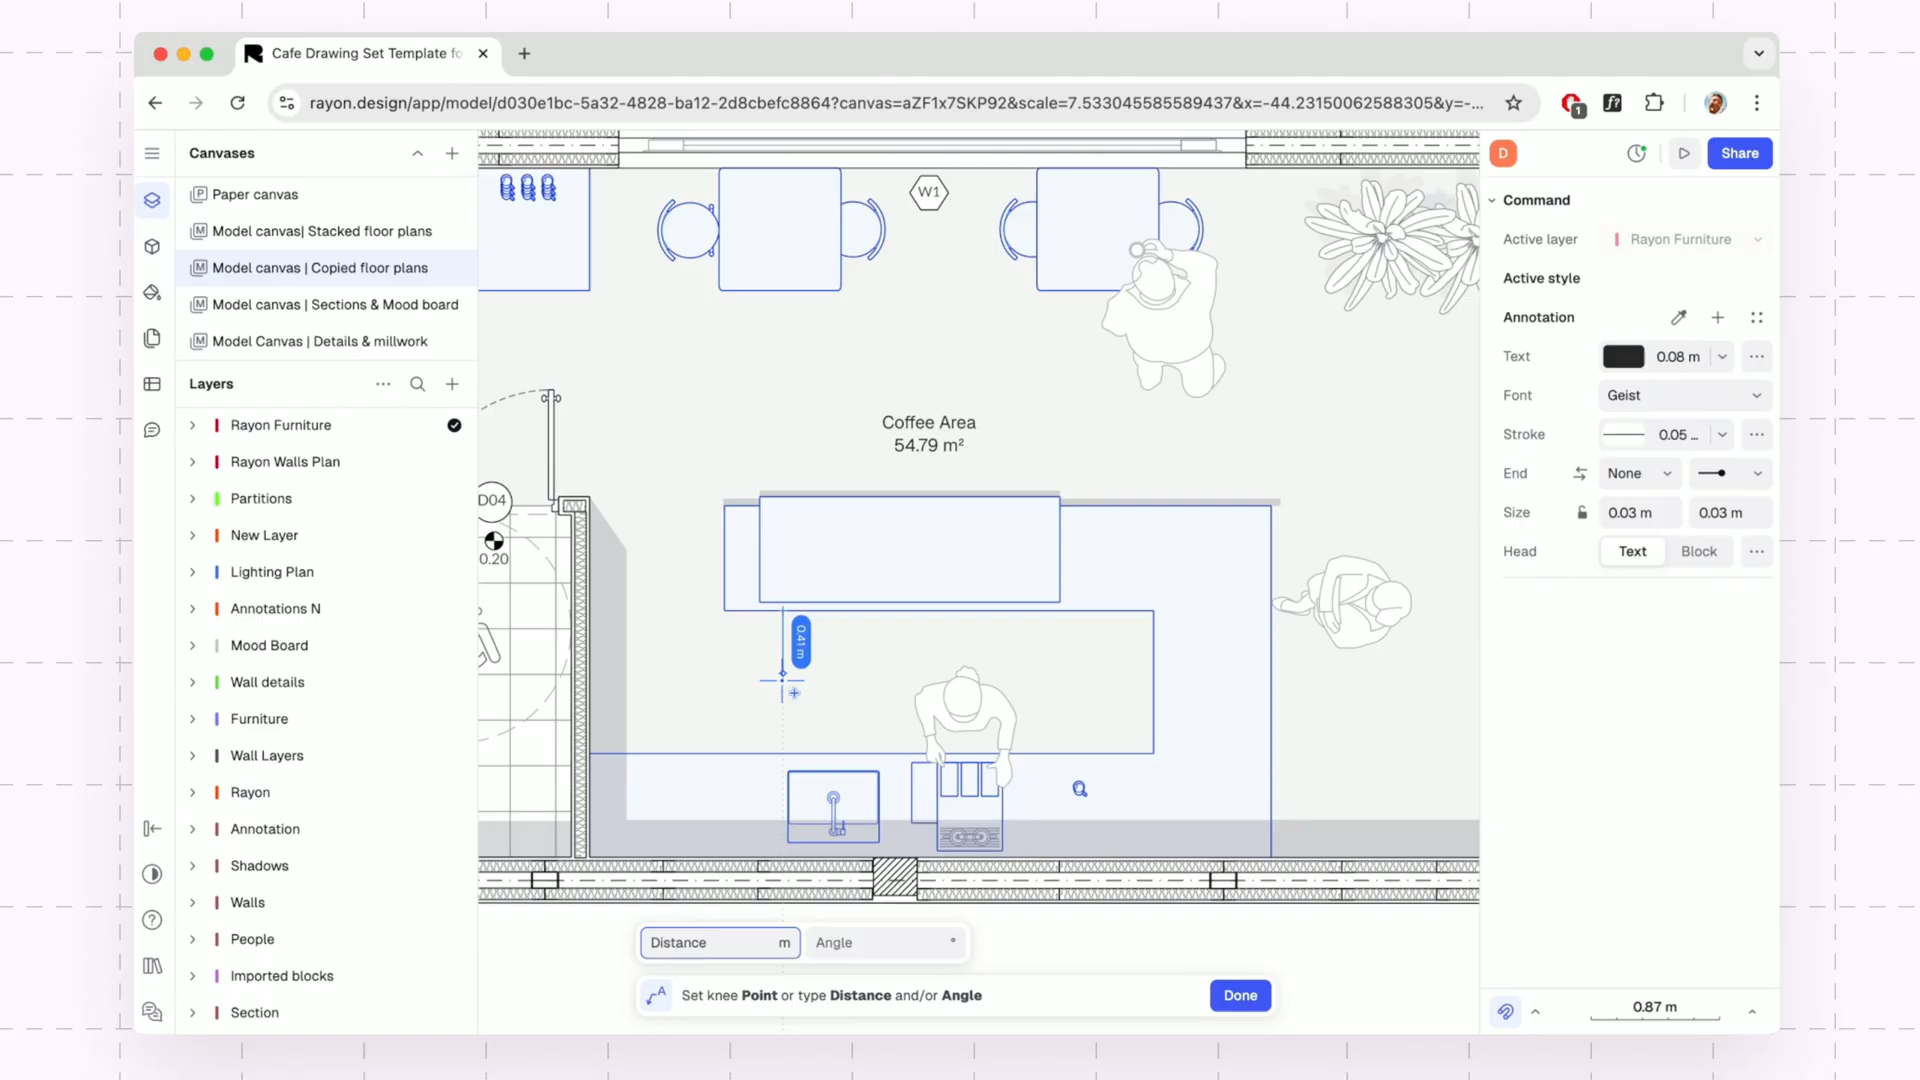 Cafe Drawing Set Template fo
rayon.design/app/model/d030e1bc-5a32-4828-ba12-2d8cbefc8864?canvas=aZF1x7SKP92&scale=7.533045585589437&x=-44.23150062588305&y=-...
1
Canvases
Paper canvas
Model canvas| Stacked floor plans
Model canvas | Copied floor plans
Model canvas | Sections & Mood board
Model Canvas | Details & millwork
Layers
Rayon Furniture
Rayon Walls Plan
Partitions
New Layer
Lighting Plan
Annotations N
Mood Board
Wall details
Furniture
Wall Layers
Rayon
Annotation
Shadows
Walls
People
Imported blocks
Section
W1
Coffee Area
54.79 m²
D04
0.20
0.41 m
Distance m
Angle °
Set knee Point or type Distance and/or Angle
Done
D
Share
Command
Active layer Rayon Furniture
Active style
Annotation
Text 0.08 m
Font Geist
Stroke 0.05 ...
End None
Size 0.03 m 0.03 m
Head Text Block
0.87 m